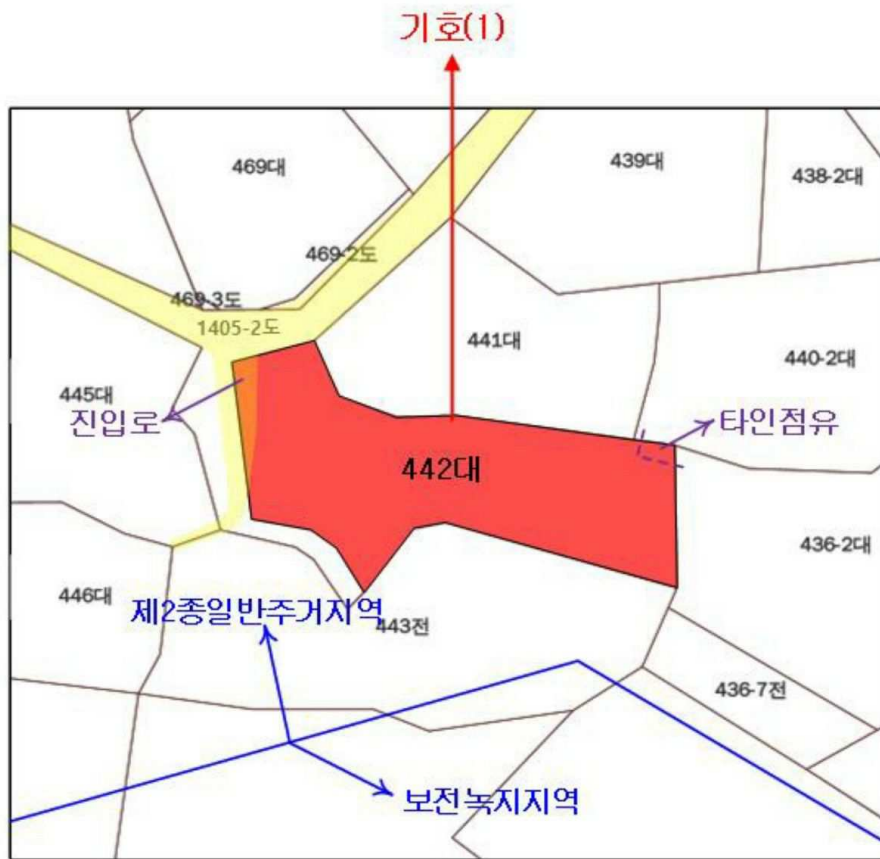 기호(1)
469대
439대
438-2대
469-2도
469-3도
1405-2도
441대
440-2대
445대
진입로
타인점유
442대
436-2대
446대
제2종일반주거지역
443전
436-7전
보전녹지지역